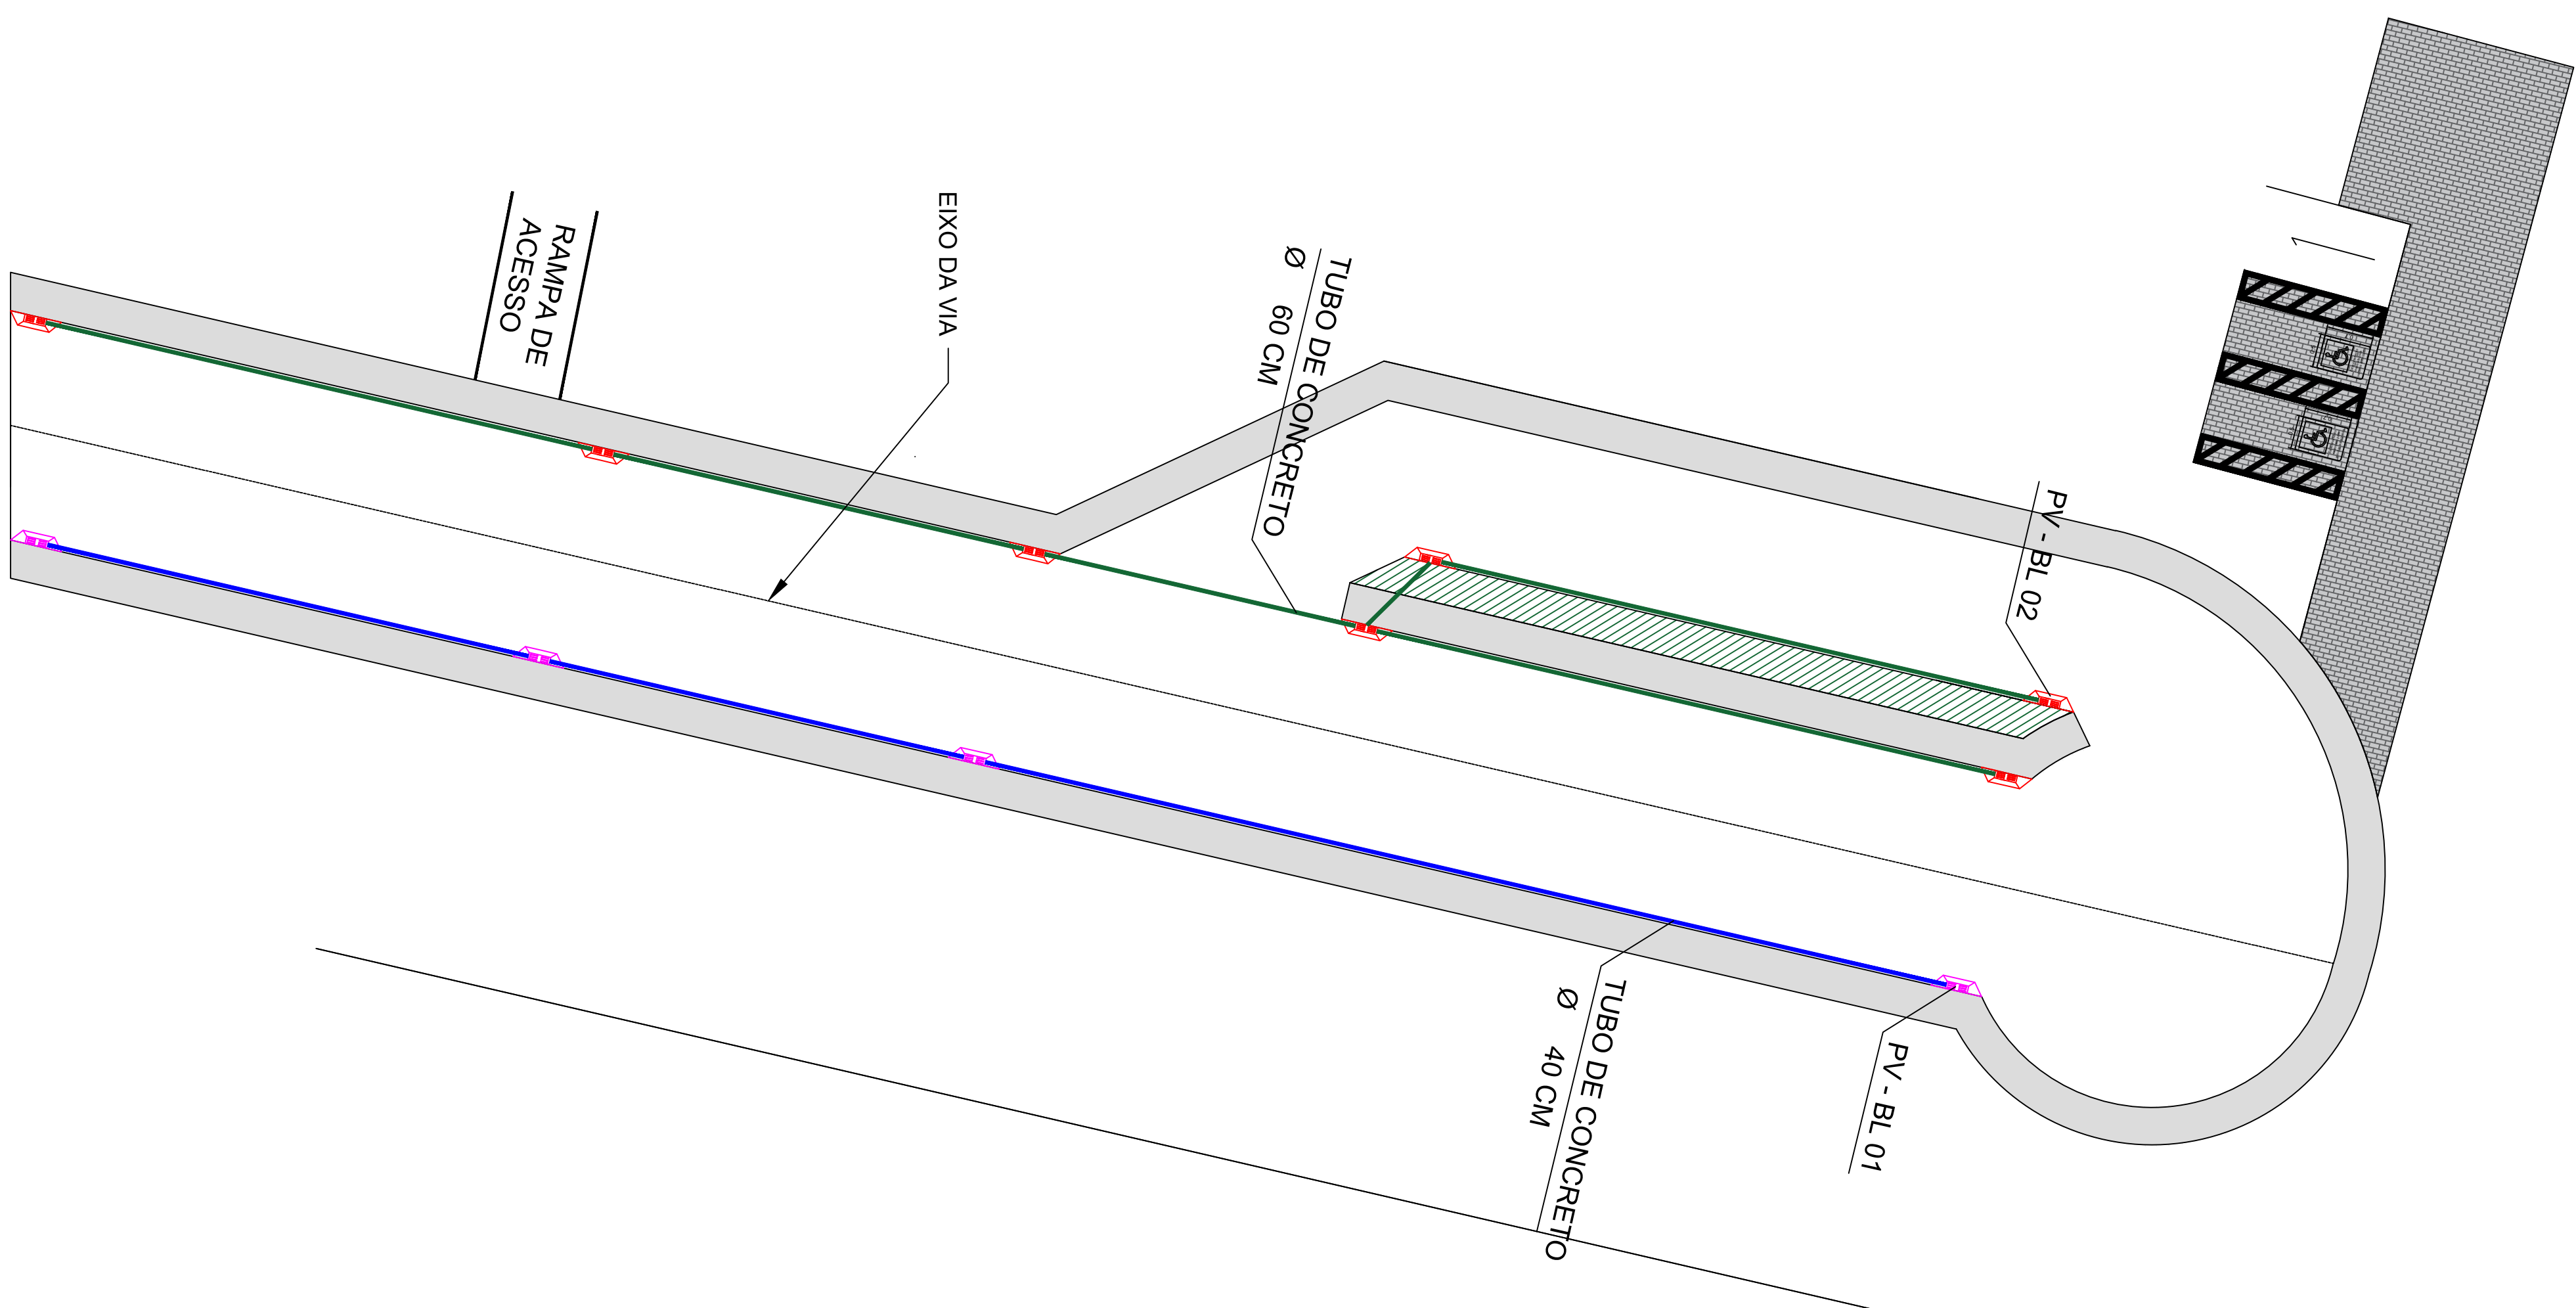 RAMPA DE
ACESSO
EIXO DA VIA
TUBO DE CONCRETO
Ø 60 CM
PV - BL 02
TUBO DE CONCRETO
Ø 40 CM
PV - BL 01